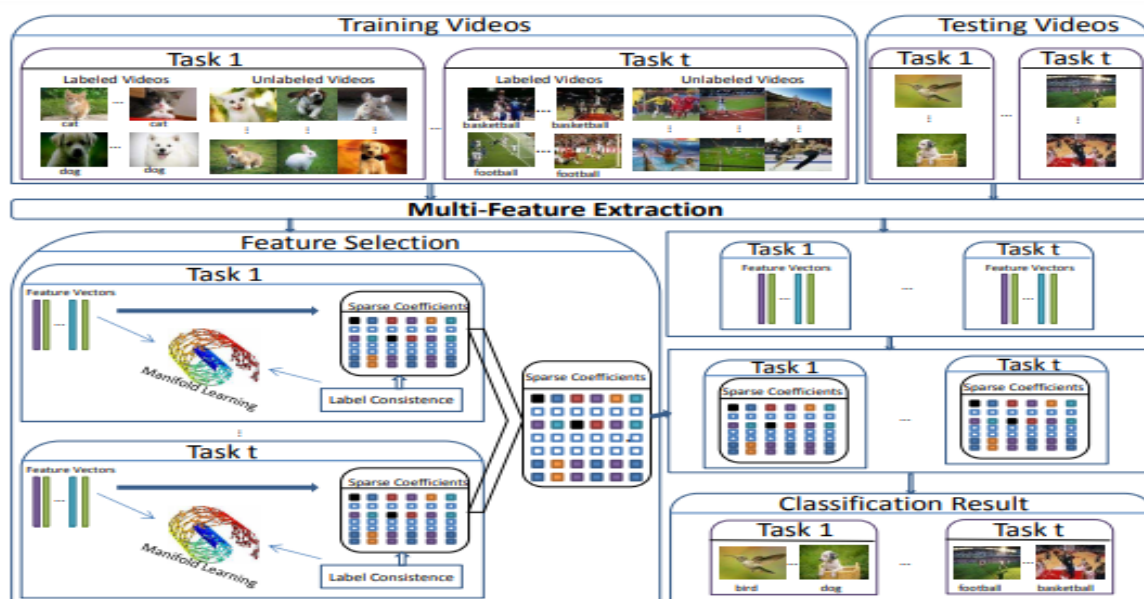 Training Videos
Testing Videos
Task 1
Task t
Task 1
Task t
Labeled Videos
Unlabeled Videos
Labeled Videos
Unlabeled Videos
cat
cat
basketball
basketball
dog
dog
football
football
Multi-Feature Extraction
Feature Selection
Task 1
Feature Vectors
Sparse Coefficients
Manifold Learning
Label Consistence
Task t
Feature Vectors
Sparse Coefficients
Manifold Learning
Label Consistence
Sparse Coefficients
Task 1
Task t
Feature Vectors
Feature Vectors
Task 1
Task t
Sparse Coefficients
Sparse Coefficients
Classification Result
Task 1
Task t
bird
dog
football
basketball